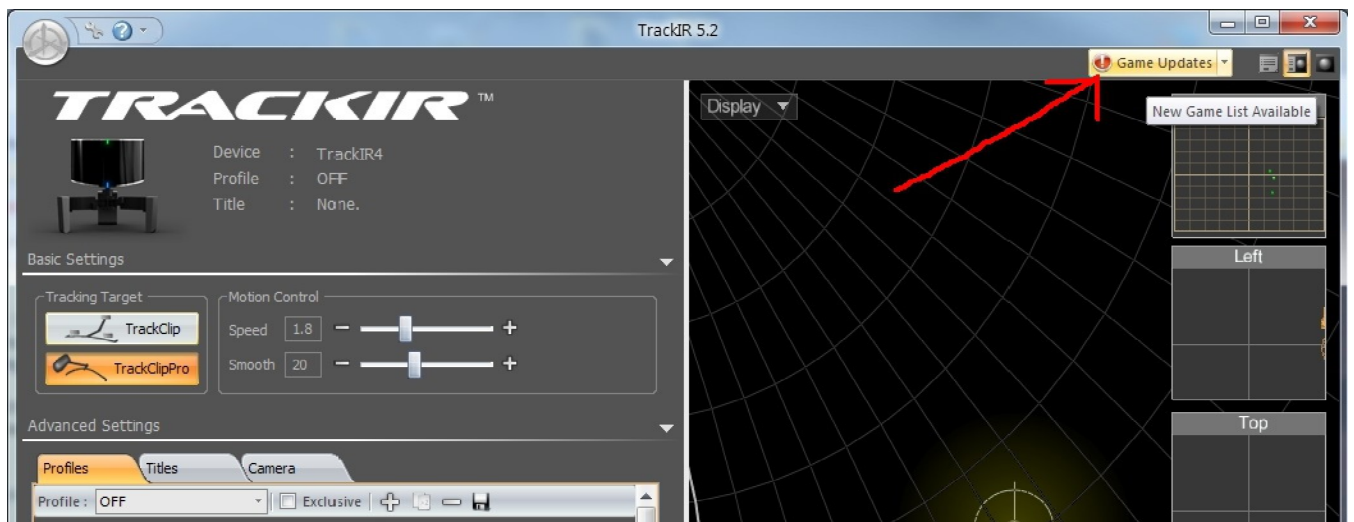 TrackIR 5.2
Game Updates
New Game List Available
TRACKIR ™
Display
Device : TrackIR4
Profile : OFF
Title : None.
Basic Settings
Left
Tracking Target
Motion Control
TrackClip
Speed 1.8 - +
TrackClipPro
Smooth 20 - +
Advanced Settings
Top
Profiles Titles Camera
Profile : OFF Exclusive